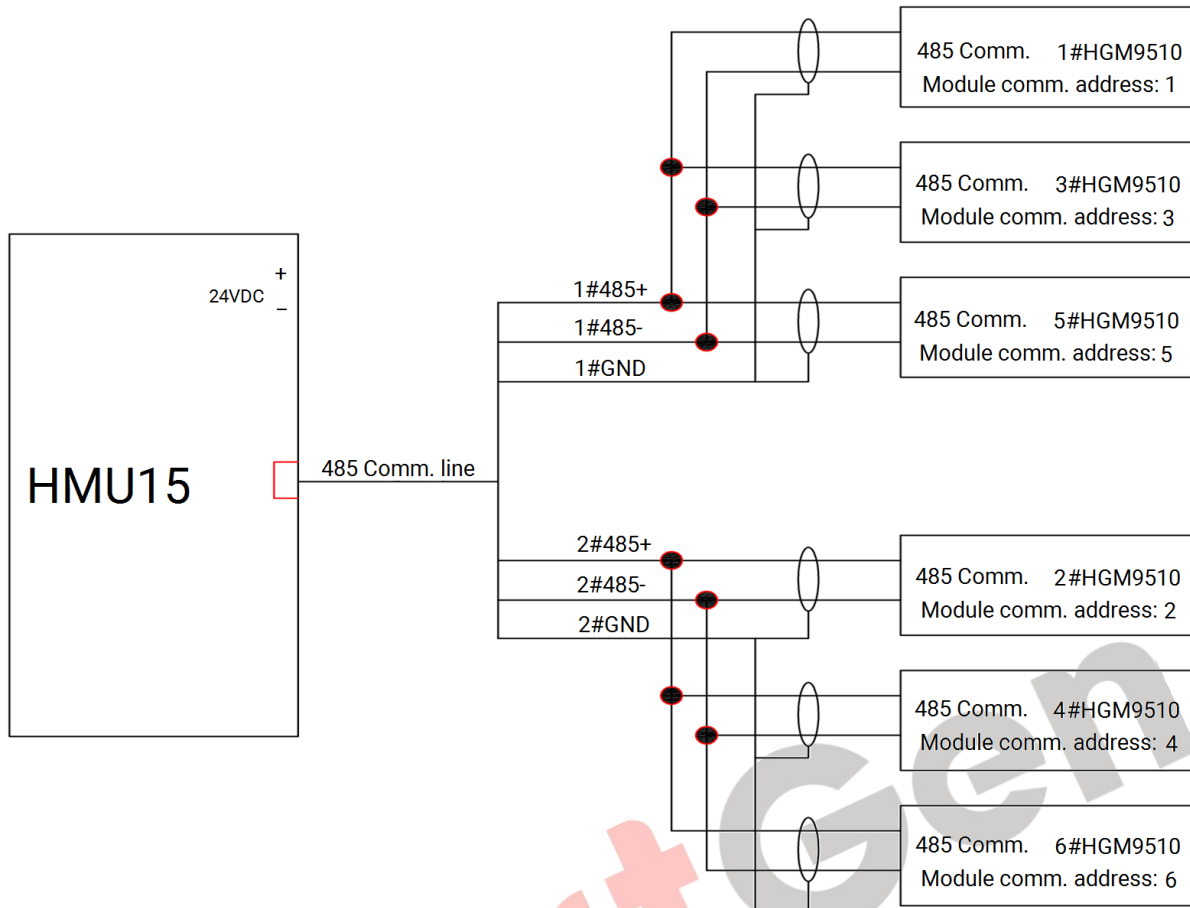 485 Comm. 1#HGM9510
Module comm. address: 1
485 Comm. 3#HGM9510
Module comm. address: 3
+
24VDC
−
1#485+
485 Comm. 5#HGM9510
1#485-
Module comm. address: 5
1#GND
HMU15
485 Comm. line
2#485+
2#485-
485 Comm. 2#HGM9510
Module comm. address: 2
2#GND
485 Comm. 4#HGM9510
Module comm. address: 4
485 Comm. 6#HGM9510
Module comm. address: 6
tGen